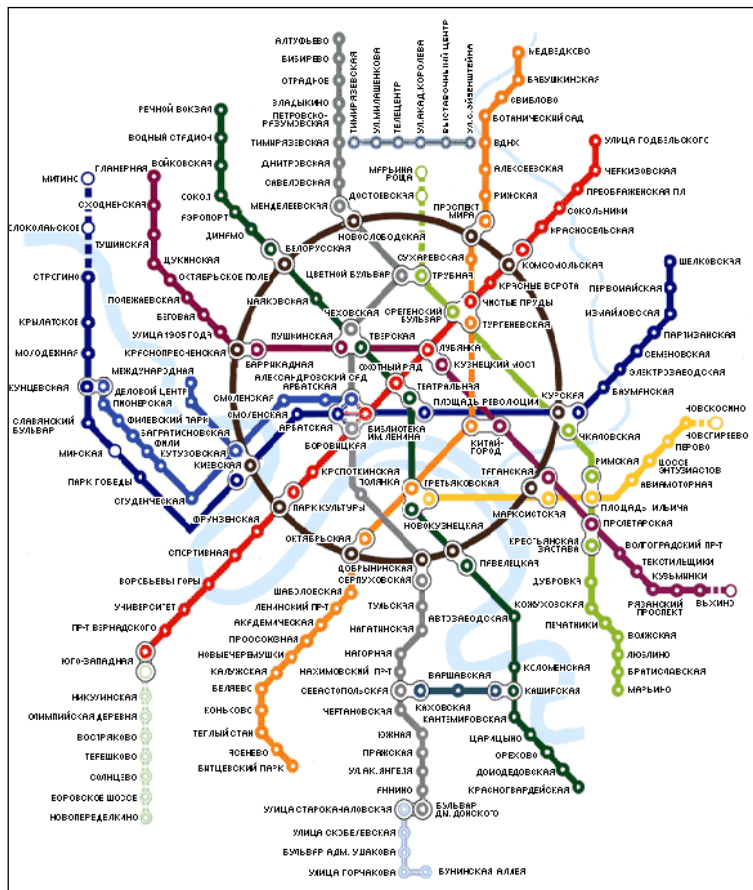 АЛТУФЬЕВО
БИБИРЕВО
ОТРАДНОЕ
ВЛАДЫКИНО
ПЕТРОВСКО-
РАЗУМОВСКАЯ
ТИМИРЯЗЕВСКАЯ
ДМИТРОВСКАЯ
САВЕЛОВСКАЯ
МЕНДЕЛЕЕВСКАЯ
ТИМИРЯЗЕВСКАЯ
УЛ.МИЛАШЕНКОВА
ТЕЛЕЦЕНТР
УЛ.АКАД.КОРОЛЕВА
ВЫСТАВОЧНЫЙ ЦЕНТР
УЛ.С.ЭЙЗЕНШТЕЙНА
МЕДВЕДКОВО
БАБУШКИНСКАЯ
СВИБЛОВО
БОТАНИЧЕСКИЙ САД
ВДНХ
АЛЕКСЕЕВСКАЯ
РИЖСКАЯ
ПРОСПЕКТ
МИРА
РЕЧНОЙ ВОКЗАЛ
ВОДНЫЙ СТАДИОН
ВОЙКОВСКАЯ
СОКОЛ
АЭРОПОРТ
ДИНАМО
БЕЛОРУССКАЯ
МАЯКОВСКАЯ
МАРЬИНА
РОЩА
ДОСТОЕВСКАЯ
НОВОСЛОБОДСКАЯ
СУХАРЕВСКАЯ
ЦВЕТНОЙ БУЛЬВАР
ТРУБНАЯ
УЛИЦА ПОДБЕЛЬСКОГО
ЧЕРКИЗОВСКАЯ
ПРЕОБРАЖЕНСКАЯ ПЛ
СОКОЛЬНИКИ
КРАСНОСЕЛЬСКАЯ
КОМСОМОЛЬСКАЯ
КРАСНЫЕ ВОРОТА
ЧИСТЫЕ ПРУДЫ
СРЕТЕНСКИЙ
БУЛЬВАР
ТУРГЕНЕВСКАЯ
МИТИНО
ПЛАНЕРНАЯ
СХОДНЕНСКАЯ
ТУШИНСКАЯ
СТРОГИНО
ОКТЯБРЬСКОЕ ПОЛЕ
ПОЛЕЖАЕВСКАЯ
БЕГОВАЯ
УЛИЦА 1905 ГОДА
КРАСНОПРЕСНЕНСКАЯ
БАРРИКАДНАЯ
КРЫЛАТСКОЕ
МОЛОДЕЖНАЯ
КУНЦЕВСКАЯ
СЛАВЯНСКИЙ
БУЛЬВАР
МИНСКАЯ
ПАРК ПОБЕДЫ
МЕЖДУНАРОДНАЯ
ДЕЛОВОЙ ЦЕНТР
ПИОНЕРСКАЯ
ФИЛЕВСКИЙ ПАРК
БАГРАТИОНОВСКАЯ
ФИЛИ
КУТУЗОВСКАЯ
СТУДЕНЧЕСКАЯ
КИЕВСКАЯ
СМОЛЕНСКАЯ
СМОЛЕНСКАЯ
АРБАТСКАЯ
АРБАТСКАЯ
АЛЕКСАНДРОВСКИЙ САД
ЧЕХОВСКАЯ
ПУШКИНСКАЯ
ТВЕРСКАЯ
ОХОТНЫЙ РЯД
ТЕАТРАЛЬНАЯ
ЛУБЯНКА
КУЗНЕЦКИЙ МОСТ
ПЛОЩАДЬ РЕВОЛЮЦИИ
БИБЛИОТЕКА
ИМ.ЛЕНИНА
БОРОВИЦКАЯ
КИТАЙ-
ГОРОД
ЩЕЛКОВСКАЯ
ПЕРВОМАЙСКАЯ
ИЗМАЙЛОВСКАЯ
ПАРТИЗАНСКАЯ
СЕМЕНОВСКАЯ
ЭЛЕКТРОЗАВОДСКАЯ
БАУМАНСКАЯ
КУРСКАЯ
ЧКАЛОВСКАЯ
НОВОКОСИНО
НОВОГИРЕЕВО
ПЕРОВО
ШОССЕ
ЭНТУЗИАСТОВ
АВИАМОТОРНАЯ
РИМСКАЯ
ПЛОЩАДЬ ИЛЬИЧА
ТАГАНСКАЯ
МАРКСИСТСКАЯ
КРОПОТКИНСКАЯ
ПОЛЯНКА
ТРЕТЬЯКОВСКАЯ
НОВОКУЗНЕЦКАЯ
ПАРК КУЛЬТУРЫ
ФРУНЗЕНСКАЯ
СПОРТИВНАЯ
ВОРОБЬЕВЫ ГОРЫ
УНИВЕРСИТЕТ
ПР-Т ВЕРНАДСКОГО
ЮГО-ЗАПАДНАЯ
НИКУЛИНСКАЯ
ОЛИМПИЙСКАЯ ДЕРЕВНЯ
ВОСТРЯКОВО
ТЕРЕШКОВО
СОЛНЦЕВО
БОРОВСКОЕ ШОССЕ
НОВОПЕРЕДЕЛКИНО
ОКТЯБРЬСКАЯ
ДОБРЫНИНСКАЯ
СЕРПУХОВСКАЯ
ПАВЕЛЕЦКАЯ
ШАБОЛОВСКАЯ
ЛЕНИНСКИЙ ПР-Т
АКАДЕМИЧЕСКАЯ
ПРОФСОЮЗНАЯ
НОВЫЕ ЧЕРЕМУШКИ
КАЛУЖСКАЯ
БЕЛЯЕВО
КОНЬКОВО
ТЕПЛЫЙ СТАН
ЯСЕНЕВО
БИТЦЕВСКИЙ ПАРК
ТУЛЬСКАЯ
НАГАТИНСКАЯ
НАГОРНАЯ
НАХИМОВСКИЙ ПР-Т
СЕВАСТОПОЛЬСКАЯ
ЧЕРТАНОВСКАЯ
ЮЖНАЯ
ПРАЖСКАЯ
УЛ.АК.ЯНГЕЛЯ
АННИНО
БУЛЬВАР
ДМ.ДОНСКОГО
УЛИЦА СТАРОКАЧАЛОВСКАЯ
УЛИЦА СКОБЕЛЕВСКАЯ
БУЛЬВАР АДМ. УШАКОВА
УЛИЦА ГОРЧАКОВА
БУНИНСКАЯ АЛЛЕЯ
АВТОЗАВОДСКАЯ
КОЛОМЕНСКАЯ
ВАРШАВСКАЯ
КАХОВСКАЯ
КАШИРСКАЯ
КАНТЕМИРОВСКАЯ
ЦАРИЦЫНО
ОРЕХОВО
ДОМОДЕДОВСКАЯ
КРАСНОГВАРДЕЙСКАЯ
КРЕСТЬЯНСКАЯ
ЗАСТАВА
ПРОЛЕТАРСКАЯ
ВОЛГОГРАДСКИЙ ПР-Т
ТЕКСТИЛЬЩИКИ
КУЗЬМИНКИ
РЯЗАНСКИЙ
ПРОСПЕКТ
ВЫХИНО
ДУБРОВКА
КОЖУХОВСКАЯ
ПЕЧАТНИКИ
ВОЛЖСКАЯ
ЛЮБЛИНО
БРАТИСЛАВСКАЯ
МАРЬИНО